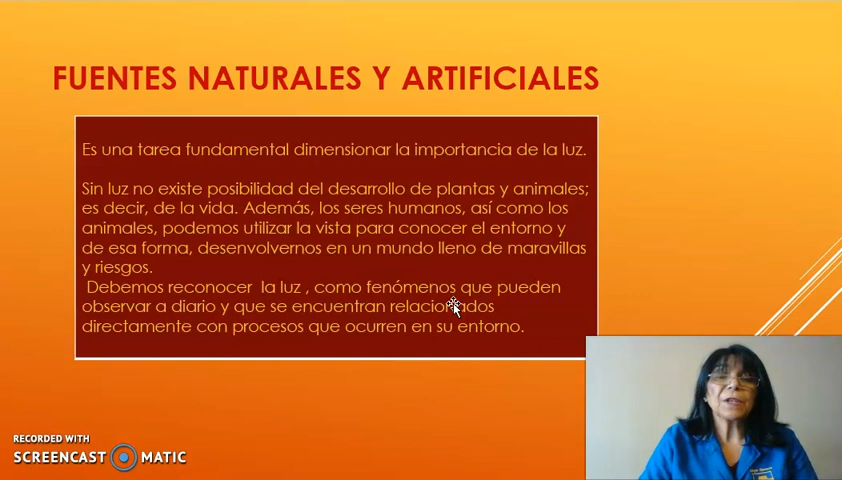 FUENTES NATURALES Y ARTIFICIALES
Es una tarea fundamental dimensionar la importancia de la luz.
Sin luz no existe posibilidad del desarrollo de plantas y animales;
es decir, de la vida. Además, los seres humanos, así como los
animales, podemos utilizar la vista para conocer el entorno y
de esa forma, desenvolvernos en un mundo lleno de maravillas
y riesgos.
Debemos reconocer la luz , como fenómenos que pueden
observar a diario y que se encuentran relacionados
directamente con procesos que ocurren en su entorno.
RECORDED WITH
SCREENCAST MATIC